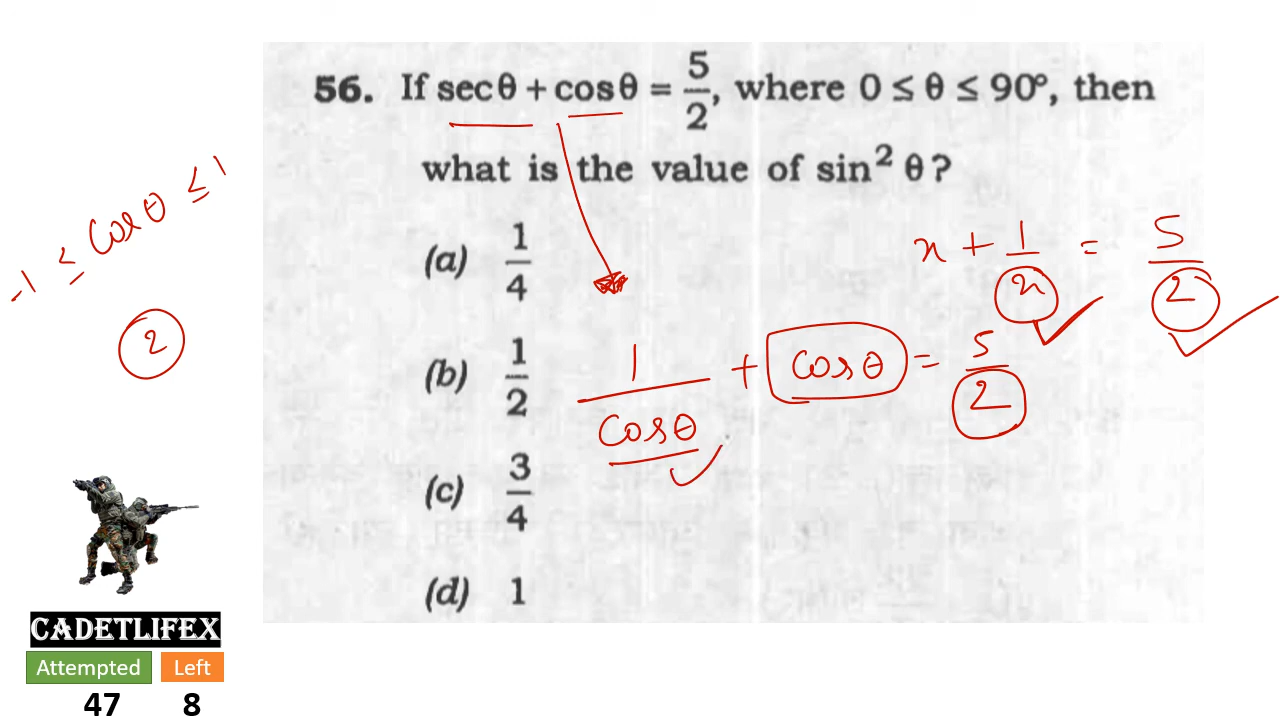 56. If secθ + cosθ = 5/2, where 0 ≤ θ ≤ 90°, then
what is the value of sin² θ?
(a) 1/4
(b) 1/2
(c) 3/4
(d) 1
-1 ≤ Cosθ ≤ 1
2
x + 1/x = 5/2
1/Cosθ + Cosθ = 5/2
CADETLIFEX
Attempted Left
47 8